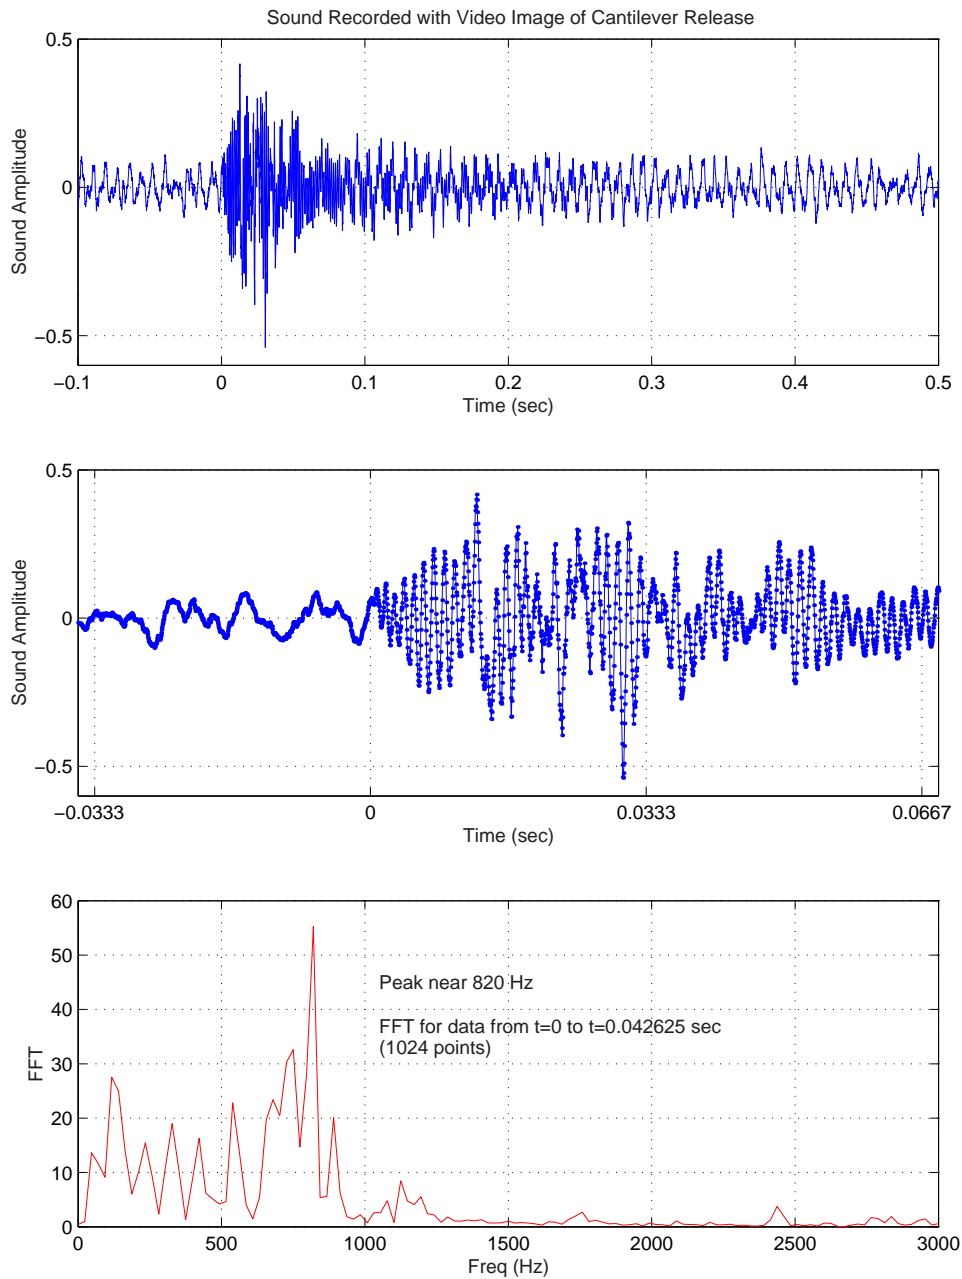 Sound Recorded with Video Image of Cantilever Release
0.5
0
−0.5
Sound Amplitude
−0.1 0 0.1 0.2 0.3 0.4 0.5
Time (sec)
0.5
0
−0.5
Sound Amplitude
−0.0333 0 0.0333 0.0667
Time (sec)
60
50
40
30
20
10
0
FFT
Peak near 820 Hz
FFT for data from t=0 to t=0.042625 sec
(1024 points)
0 500 1000 1500 2000 2500 3000
Freq (Hz)